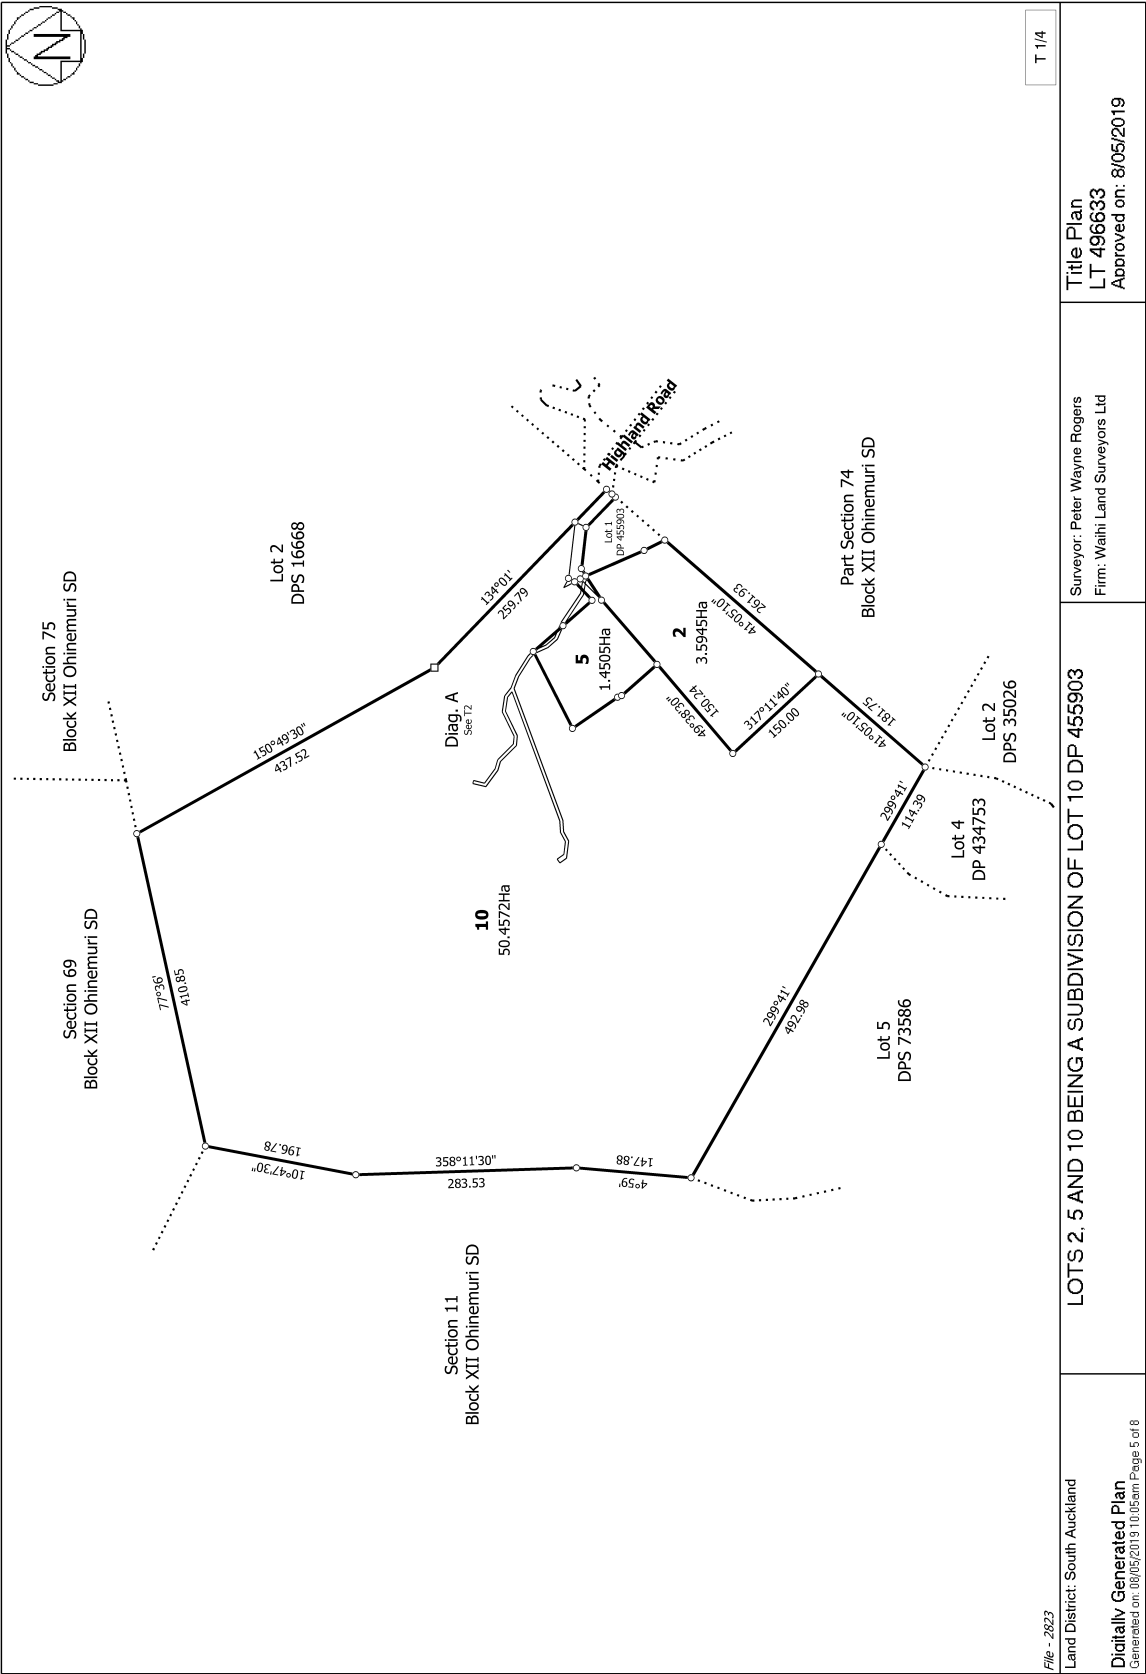 N
T 1/4
Section 75
Block XII Ohinemuri SD
Section 69
Block XII Ohinemuri SD
Lot 2
DPS 16668
150°49'30"
437.52
77°36'
410.85
134°01'
259.79
196.78
10°47'30"
358°11'30"
283.53
147.88
4°59'
Diag. A
See T2
10
50.4572Ha
5
1.4505Ha
2
3.5945Ha
Lot 1
DP 455903
Highland Road
Part Section 74
Block XII Ohinemuri SD
261.93
41°05'10"
150.24
49°38'30"
317°11'40"
150.00
181.75
41°05'10"
299°41'
114.39
299°41'
492.98
Lot 2
DPS 35026
Lot 4
DP 434753
Lot 5
DPS 73586
Section 11
Block XII Ohinemuri SD
File - 2823
Land District: South Auckland
Digitally Generated Plan
Generated on: 08/05/2019 10:05am Page 5 of 8
LOTS 2, 5 AND 10 BEING A SUBDIVISION OF LOT 10 DP 455903
Surveyor: Peter Wayne Rogers
Firm: Waihi Land Surveyors Ltd
Title Plan
LT 496633
Approved on: 8/05/2019